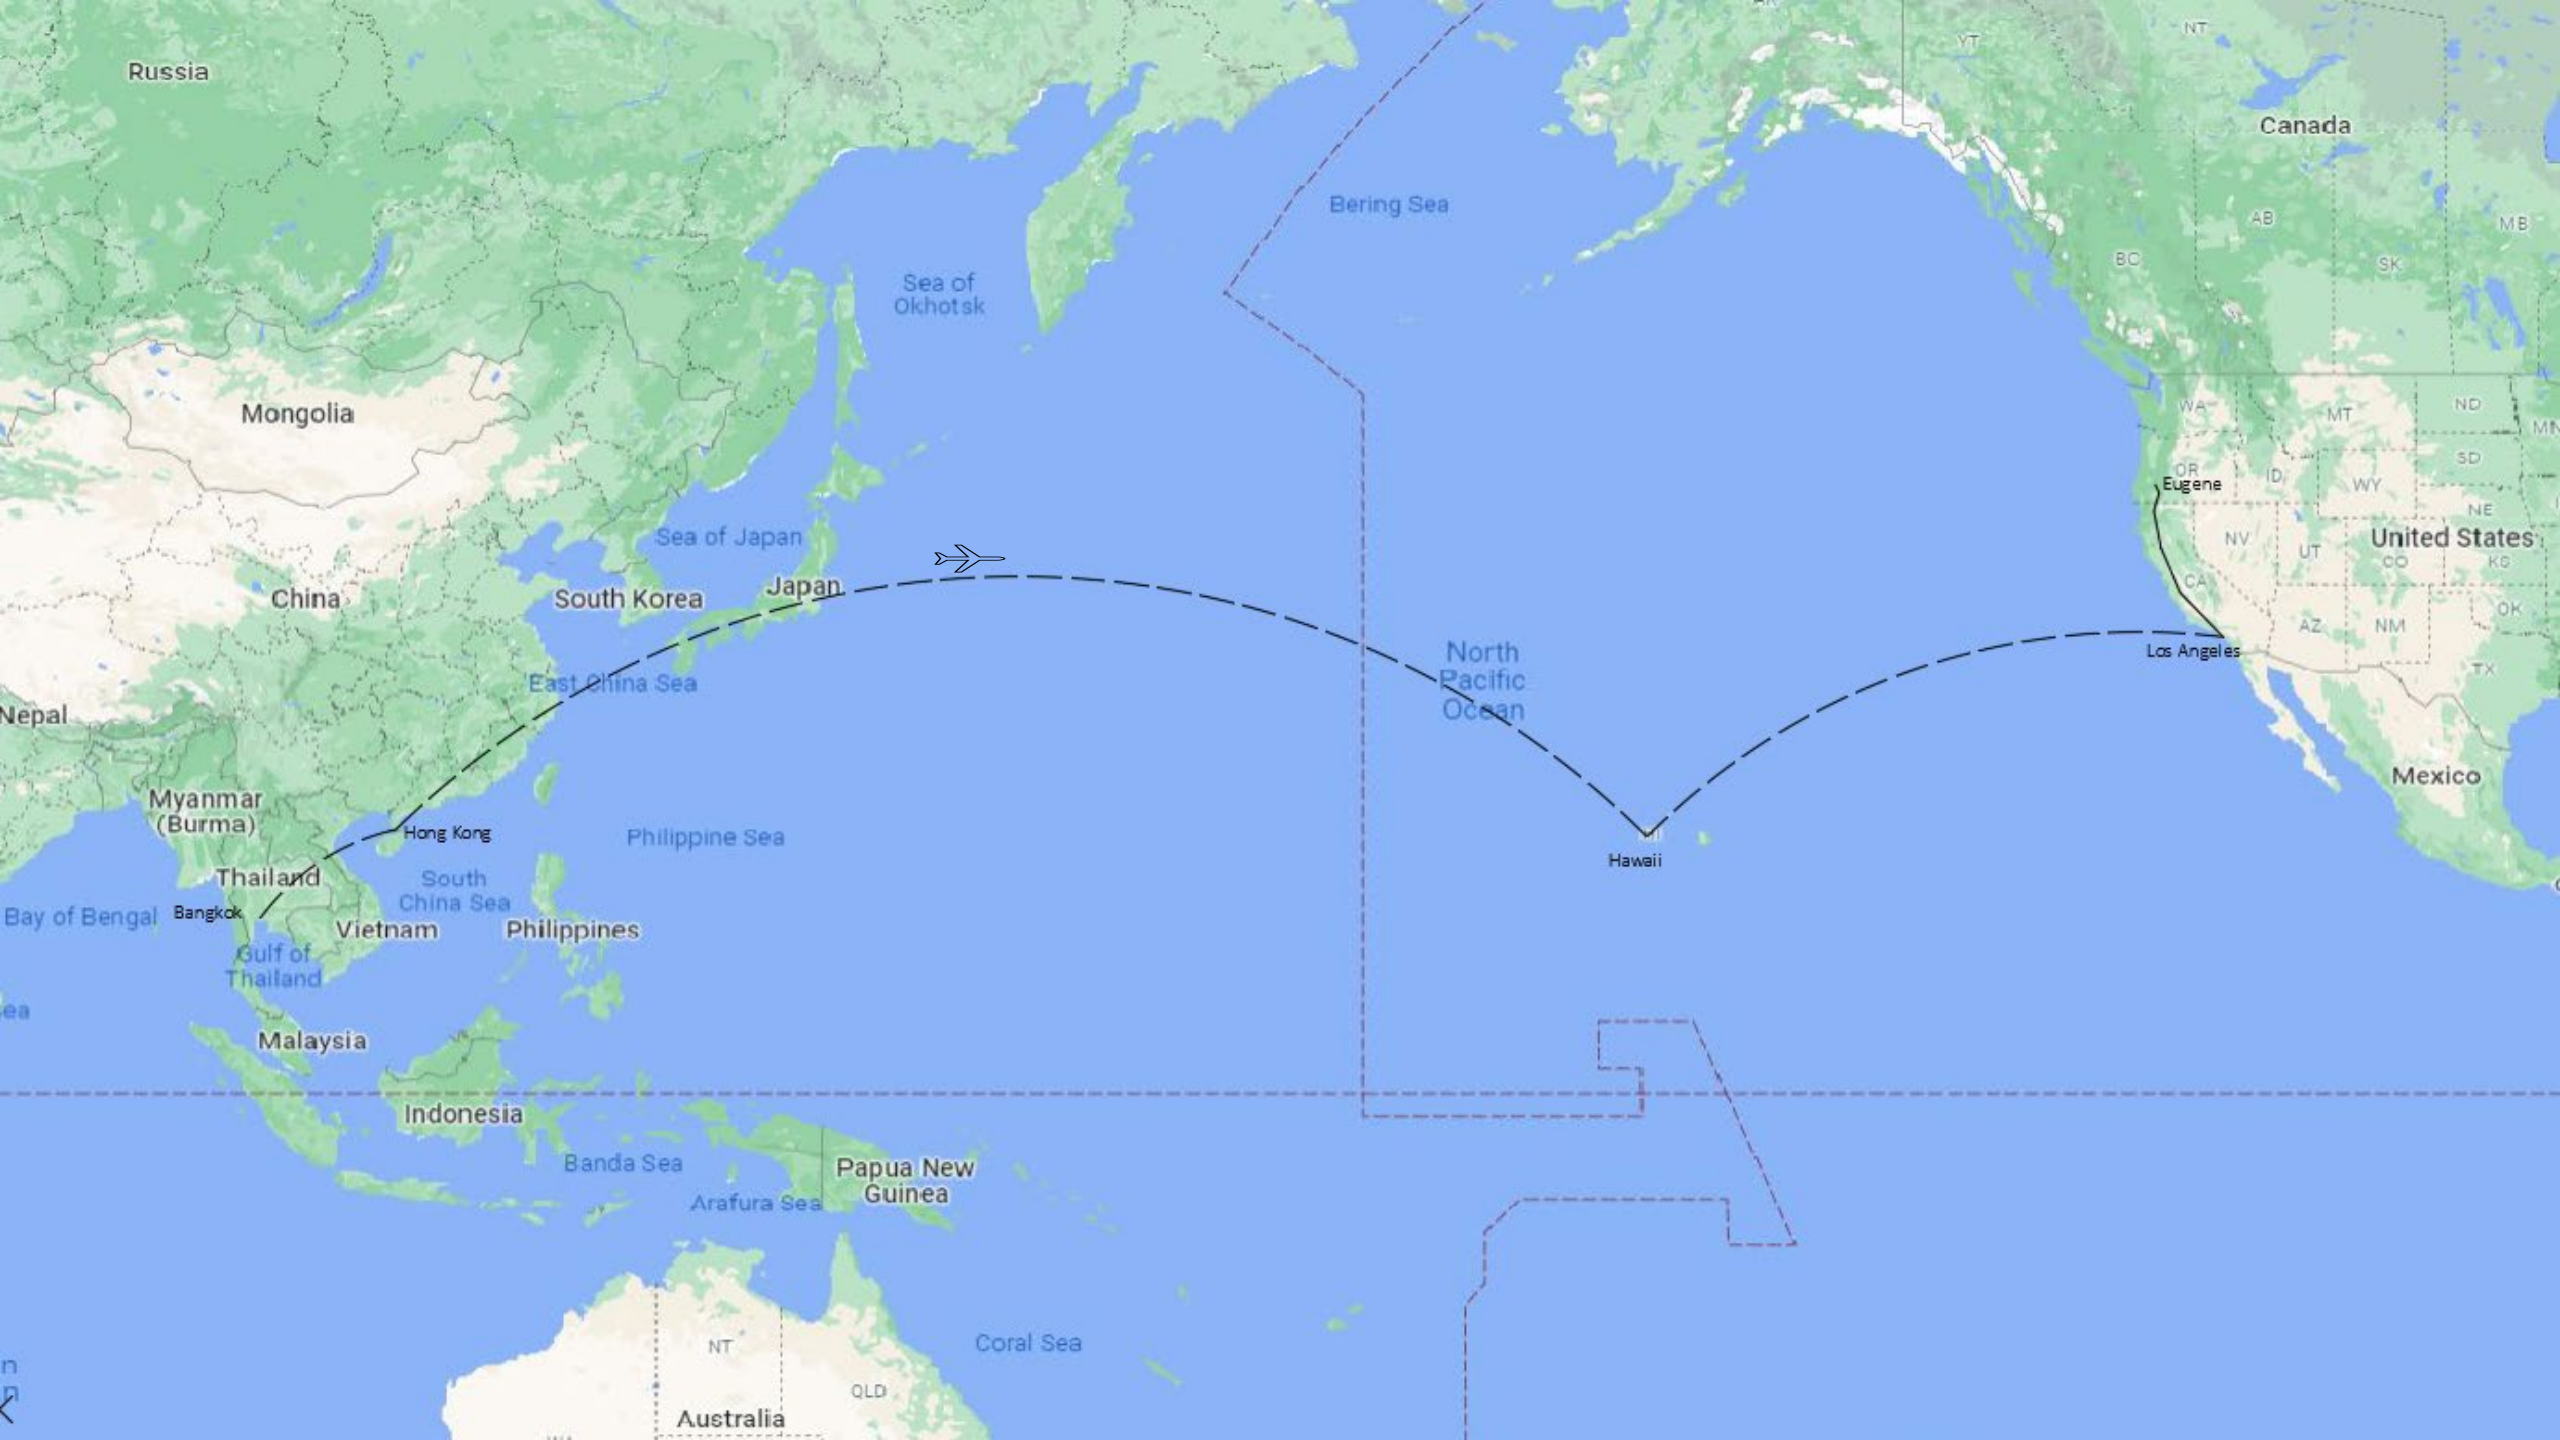 NT
YT
Russia
Canada
Bering Sea
AB
MB
BC
SK
Sea of
Okhotsk
Mongolia
WA
MT
ND
SD
OR
ID
WY
Eugene
NE
Sea of Japan
NV
UT
United States
CO
KS
Japan
China
South Korea
CA
OK
AZ
NM
Los Angeles
North
Pacific
Ocean
TX
East China Sea
Nepal
Mexico
Myanmar
(Burma)
Hong Kong
Philippine Sea
HI
Hawaii
Thailand
South
China Sea
Bangkok
Bay of Bengal
Vietnam
Philippines
Gulf of
Thailand
ea
Malaysia
Indonesia
Banda Sea
Papua New
Guinea
Arafura Sea
Coral Sea
NT
n
n
QLD
Australia